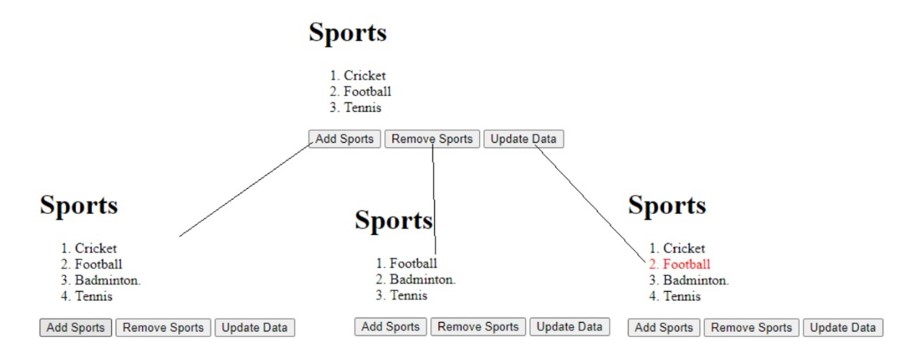 Sports
1. Cricket
2. Football
3. Tennis
Add Sports Remove Sports Update Data
Sports
1. Cricket
2. Football
3. Badminton.
4. Tennis
Add Sports Remove Sports Update Data
Sports
1. Football
2. Badminton.
3. Tennis
Add Sports Remove Sports Update Data
Sports
1. Cricket
2. Football
3. Badminton.
4. Tennis
Add Sports Remove Sports Update Data